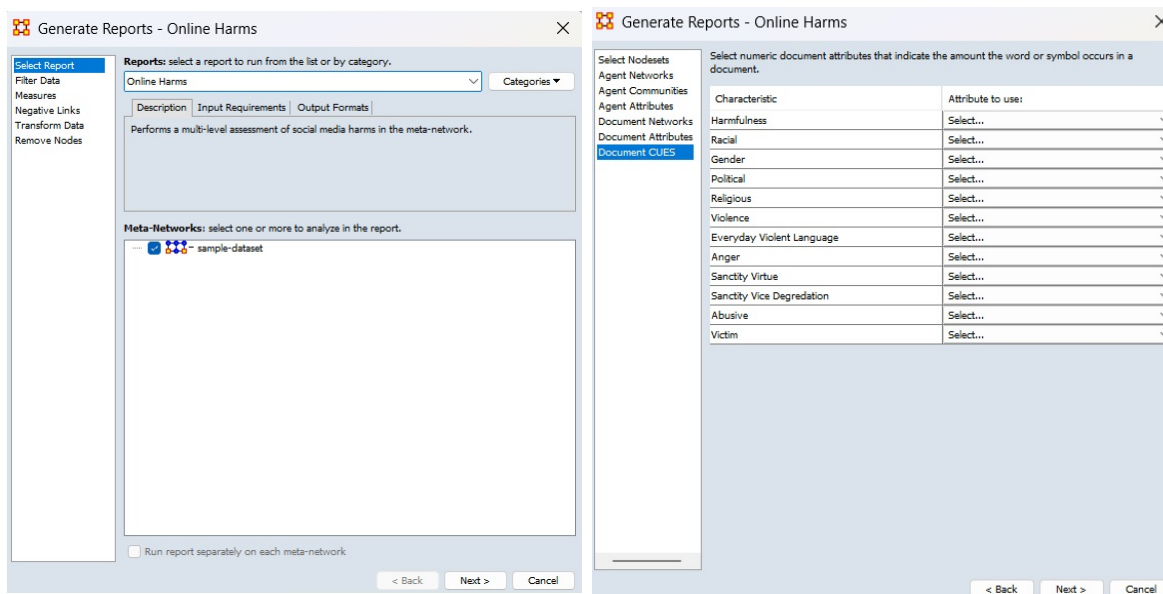 Generate Reports - Online Harms
Select Report
Filter Data
Measures
Negative Links
Transform Data
Remove Nodes
Reports: select a report to run from the list or by category.
Online Harms
Categories
Description Input Requirements Output Formats
Performs a multi-level assessment of social media harms in the meta-network.
Meta-Networks: select one or more to analyze in the report.
sample-dataset
Run report separately on each meta-network
< Back Next > Cancel
Generate Reports - Online Harms
Select Nodesets
Agent Networks
Agent Communities
Agent Attributes
Document Networks
Document Attributes
Document CUES
Select numeric document attributes that indicate the amount the word or symbol occurs in a
document.
Characteristic Attribute to use:
Harmfulness Select...
Racial Select...
Gender Select...
Political Select...
Religious Select...
Violence Select...
Everyday Violent Language Select...
Anger Select...
Sanctity Virtue Select...
Sanctity Vice Degredation Select...
Abusive Select...
Victim Select...
< Back Next > Cancel